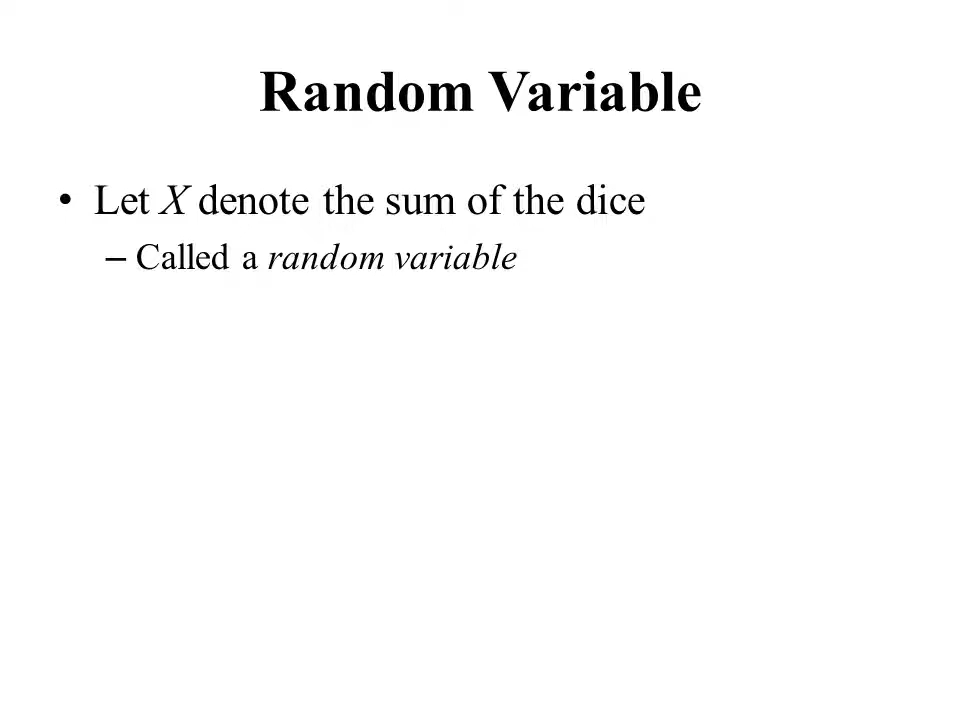 Random Variable
• Let X denote the sum of the dice
– Called a random variable